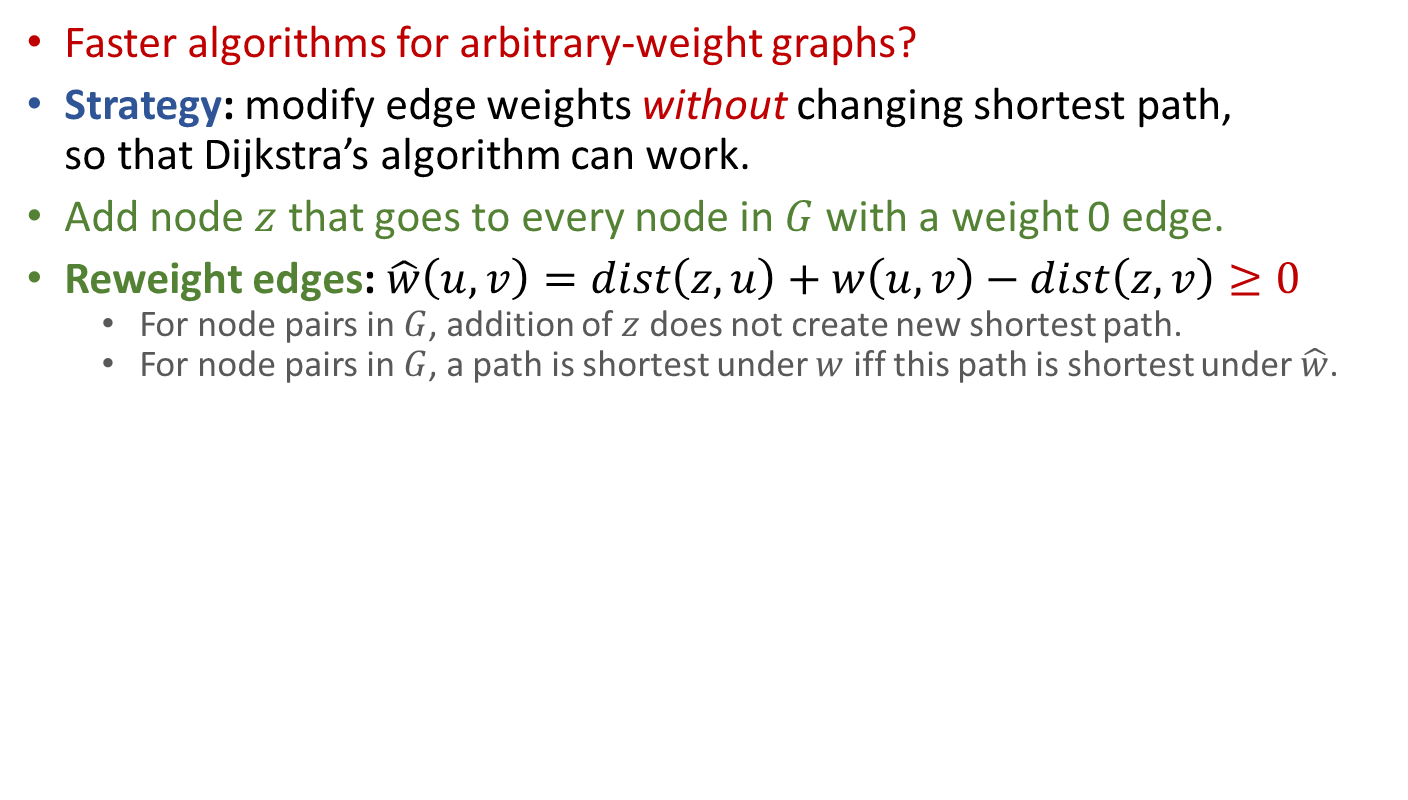 • Faster algorithms for arbitrary-weight graphs?
• Strategy: modify edge weights without changing shortest path,
so that Dijkstra’s algorithm can work.
• Add node 𝑧 that goes to every node in 𝐺 with a weight 0 edge.
• Reweight edges: ŵ(𝑢, 𝑣) = 𝑑𝑖𝑠𝑡(𝑧, 𝑢) + 𝑤(𝑢, 𝑣) − 𝑑𝑖𝑠𝑡(𝑧, 𝑣) ≥ 0
• For node pairs in 𝐺, addition of 𝑧 does not create new shortest path.
• For node pairs in 𝐺, a path is shortest under 𝑤 iff this path is shortest under ŵ.